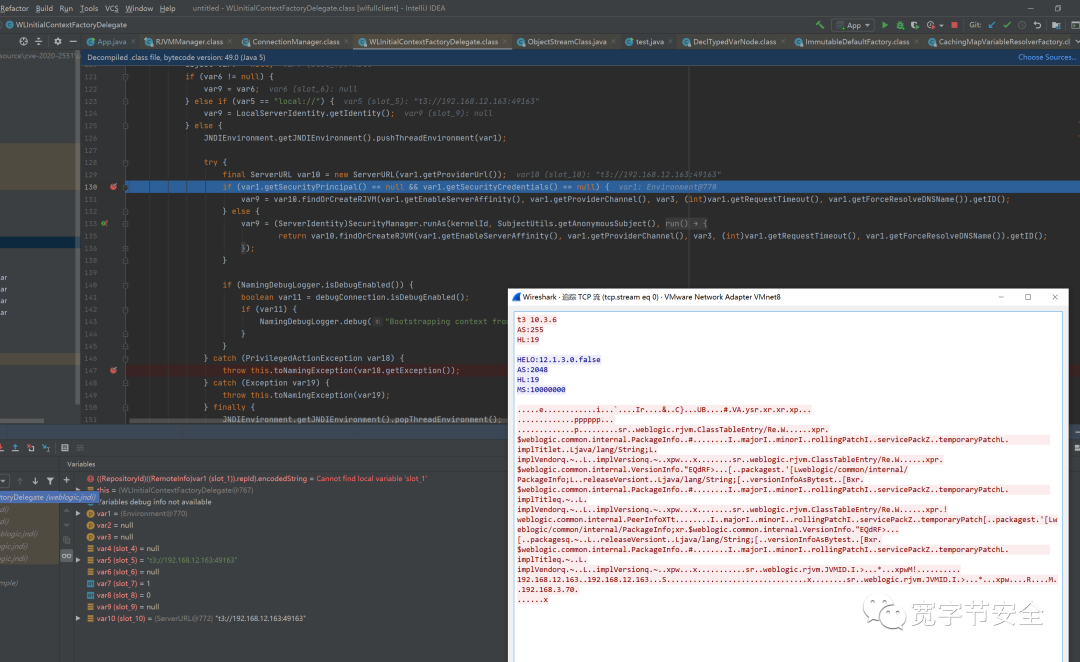 Refactor Build Run Tools VCS Window Help untitled - WLInitialContextFactoryDelegate.class [wlfullclient] - IntelliJ IDEA
WLInitialContextFactoryDelegate
App
Git:
App.java
RJVMManager.class
ConnectionManager.class
WLInitialContextFactoryDelegate.class
ObjectStreamClass.java
test.java
DeclTypedVarNode.class
ImmutableDefaultFactory.class
CachingMapVariableResolverFactory.cl
Decompiled .class file, bytecode version: 49.0 (Java 5)
Choose Sources...
121 if (var6 != null) {
122 var9 = var6; (slot_6): null
123 } else if (var5 == "local://") { var5 (slot_5): "t3://192.168.12.163:49163"
124 var9 = LocalServerIdentity.getIdentity(); var9 (slot_9): null
125 } else {
126 JNDIEnvironment.getJNDIEnvironment().pushThreadEnvironment(var1);
127
128 try {
129 final ServerURL var10 = new ServerURL(var1.getProviderUrl()); var10 (slot_10): "t3://192.168.12.163:49163"
130 if (var1.getSecurityPrincipal() == null && var1.getSecurityCredentials() == null) { var1: Environment@770
131 var9 = var10.findOrCreateRJVM(var1.getEnableServerAffinity(), var1.getProviderChannel(), var3, (int)var1.getRequestTimeout(), var1.getForceResolveDNSName()).getID();
132 } else {
133 var9 = (ServerIdentity)SecurityManager.runAs(kernelId, SubjectUtils.getAnonymousSubject(), run() → {
135 return var10.findOrCreateRJVM(var1.getEnableServerAffinity(), var1.getProviderChannel(), var3, (int)var1.getRequestTimeout(), var1.getForceResolveDNSName()).getID();
136 });
138 }
139
140 if (NamingDebugLogger.isDebugEnabled()) {
141 boolean var11 = debugConnection.isDebugEnabled();
142 if (var11) {
143 NamingDebugLogger.debug( "Bootstrapping context fro
144 }
145 }
146 } catch (PrivilegedActionException var18) {
147 throw this.toNamingException(var18.getException());
148 } catch (Exception var19) {
149 throw this.toNamingException(var19);
150 } finally {
151 JNDIEnvironment.getJNDIEnvironment().popThreadEnvironment();
Variables
((RepositoryId)(RemoteInfo)var1 (slot_1)).repId).encodedString = Cannot find local variable 'slot_1'
this = {WLInitialContextFactoryDelegate@767}
Variables debug info not available
var1 = {Environment@770}
var2 = null
var3 = null
var4 (slot_4) = null
var5 (slot_5) = "t3://192.168.12.163:49163"
var6 (slot_6) = null
var7 (slot_7) = 1
var8 (slot_8) = 0
var9 (slot_9) = null
var10 (slot_10) = {ServerURL@772} "t3://192.168.12.163:49163"
toryDelegate (weblogic.jndi)
Wireshark · 追踪 TCP 流 (tcp.stream eq 0) · VMware Network Adapter VMnet8
t3 10.3.6
AS:255
HL:19
HELO:12.1.3.0.false
AS:2048
HL:19
MS:10000000
.....e............i...`....Ir....&..C}...UB....#.VA.ysr.xr.xr.xp...
.............pppppp...
.............p.........sr..weblogic.rjvm.ClassTableEntry/Re.W......xpr.
$weblogic.common.internal.PackageInfo..#........I..majorI..minorI..rollingPatchI..servicePackZ..temporaryPatchL.
implTitlet..Ljava/lang/String;L.
implVendorq.~..L..implVersionq.~..xpw....x..........sr..weblogic.rjvm.ClassTableEntry/Re.W......xpr.
$weblogic.common.internal.VersionInfo."EQdRF>...[..packagest.'[Lweblogic/common/internal/
PackageInfo;L..releaseVersiont..Ljava/lang/String;[..versionInfoAsBytest..[Bxr.
$weblogic.common.internal.PackageInfo..#........I..majorI..minorI..rollingPatchI..servicePackZ..temporaryPatchL.
implTitleq.~..L.
implVendorq.~..L..implVersionq.~..xpw....x..........sr..weblogic.rjvm.ClassTableEntry/Re.W......xpr.!
weblogic.common.internal.PeerInfoXTt........I..majorI..minorI..rollingPatchI..servicePackZ..temporaryPatch[..packagest.'[Lw
eblogic/common/internal/PackageInfo;xr.$weblogic.common.internal.VersionInfo."EQdRF>...
[..packagesq.~..L..releaseVersiont..Ljava/lang/String;[..versionInfoAsBytest..[Bxr.
$weblogic.common.internal.PackageInfo..#........I..majorI..minorI..rollingPatchI..servicePackZ..temporaryPatchL.
implTitleq.~..L.
implVendorq.~..L..implVersionq.~..xpw....x..........sr..weblogic.rjvm.JVMID.I.>...*...xpwM!..........
192.168.12.163..192.168.12.163...S....................x........sr..weblogic.rjvm.JVMID.I.>...*...xpw....R....M.
.192.168.3.70.
......x
宽字节安全